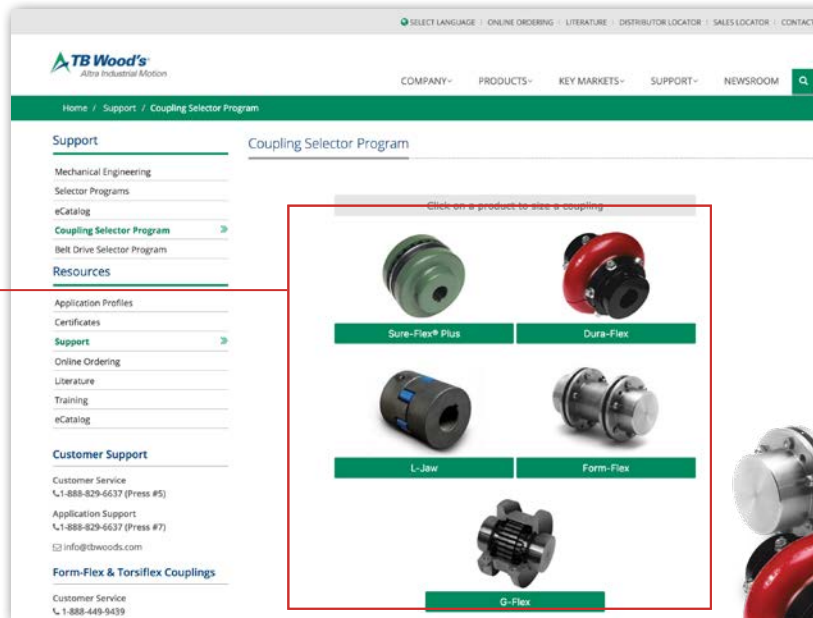 SELECT LANGUAGE | ONLINE ORDERING | LITERATURE | DISTRIBUTOR LOCATOR | SALES LOCATOR | CONTACT
TB Wood's
Altra Industrial Motion
COMPANY PRODUCTS KEY MARKETS SUPPORT NEWSROOM
Home / Support / Coupling Selector Program
Support
Mechanical Engineering
Selector Programs
eCatalog
Coupling Selector Program
Belt Drive Selector Program
Resources
Application Profiles
Certificates
Support
Online Ordering
Literature
Training
eCatalog
Customer Support
Customer Service
1-888-829-6637 (Press #5)
Application Support
1-888-829-6637 (Press #7)
info@tbwoods.com
Form-Flex & Torsiflex Couplings
Customer Service
1-888-449-9439
Coupling Selector Program
Click on a product to size a coupling
Sure-Flex® Plus
Dura-Flex
L-Jaw
Form-Flex
G-Flex